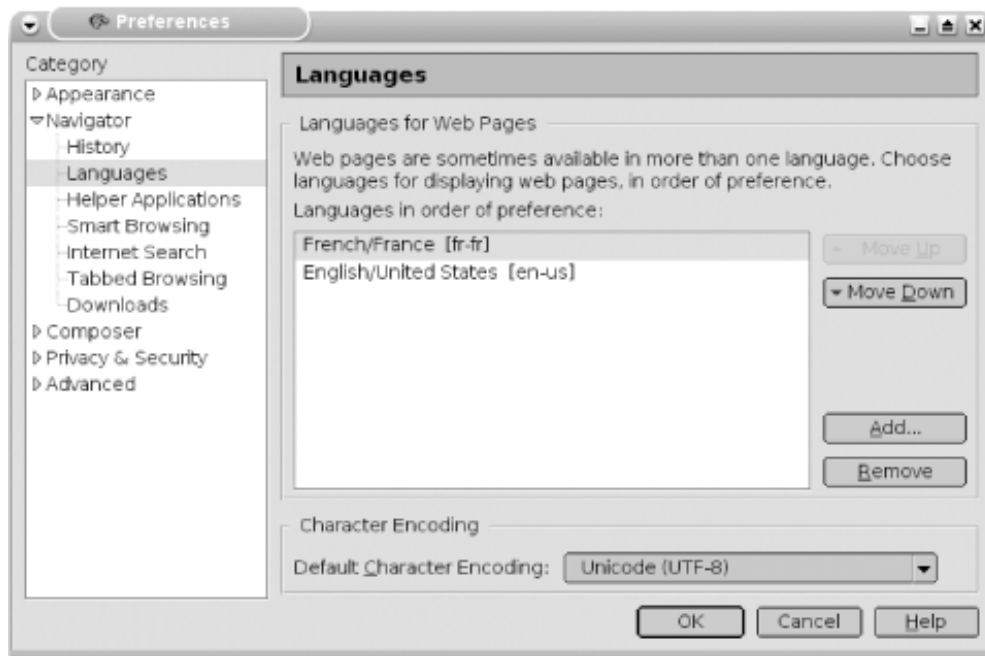 Preferences
Category
Appearance
Navigator
History
Languages
Helper Applications
Smart Browsing
Internet Search
Tabbed Browsing
Downloads
Composer
Privacy & Security
Advanced
Languages
Languages for Web Pages
Web pages are sometimes available in more than one language. Choose
languages for displaying web pages, in order of preference.
Languages in order of preference:
French/France [fr-fr]
English/United States [en-us]
Move Up
Move Down
Add...
Remove
Character Encoding
Default Character Encoding: Unicode (UTF-8)
OK Cancel Help